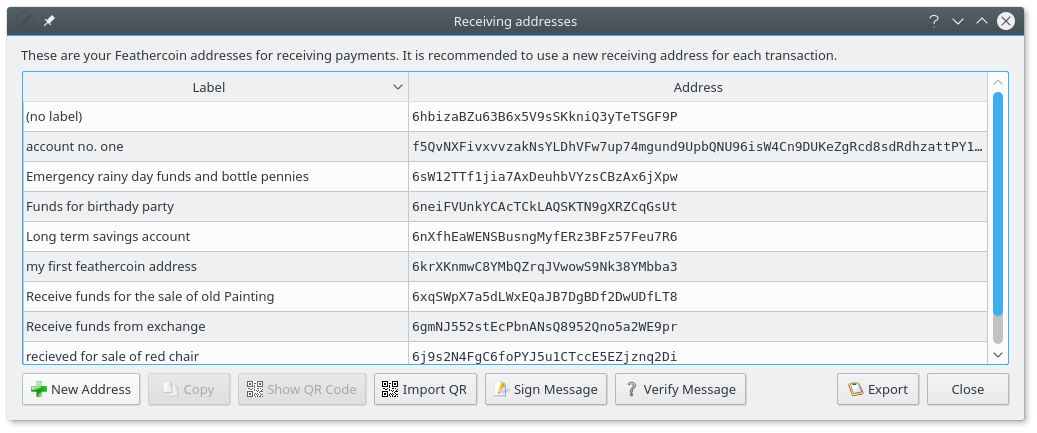 Receiving addresses
These are your Feathercoin addresses for receiving payments. It is recommended to use a new receiving address for each transaction.
Label Address
(no label) 6hbizaBZu63B6x5V9sSKkniQ3yTeTSGF9P
account no. one f5QvNXFivxvvzakNsYLDhVFw7up74mgund9UpbQNU96isW4Cn9DUKeZgRcd8sdRdhzattPY1…
Emergency rainy day funds and bottle pennies 6sW12TTf1jia7AxDeuhbVYzsCBzAx6jXpw
Funds for birthady party 6neiFVUnkYCAcTCkLAQSKTN9gXRZCqGsUt
Long term savings account 6nXfhEaWENSBusngMyfERz3BFz57Feu7R6
my first feathercoin address 6krXKnmwC8YMbQZrqJVwowS9Nk38YMbba3
Receive funds for the sale of old Painting 6xqSWpX7a5dLWxEQaJB7DgBDf2DwUDfLT8
Receive funds from exchange 6gmNJ552stEcPbnANsQ8952Qno5a2WE9pr
recieved for sale of red chair 6j9s2N4FgC6foPYJ5u1CTccE5EZjznq2Di
New Address Copy Show QR Code Import QR Sign Message Verify Message Export Close